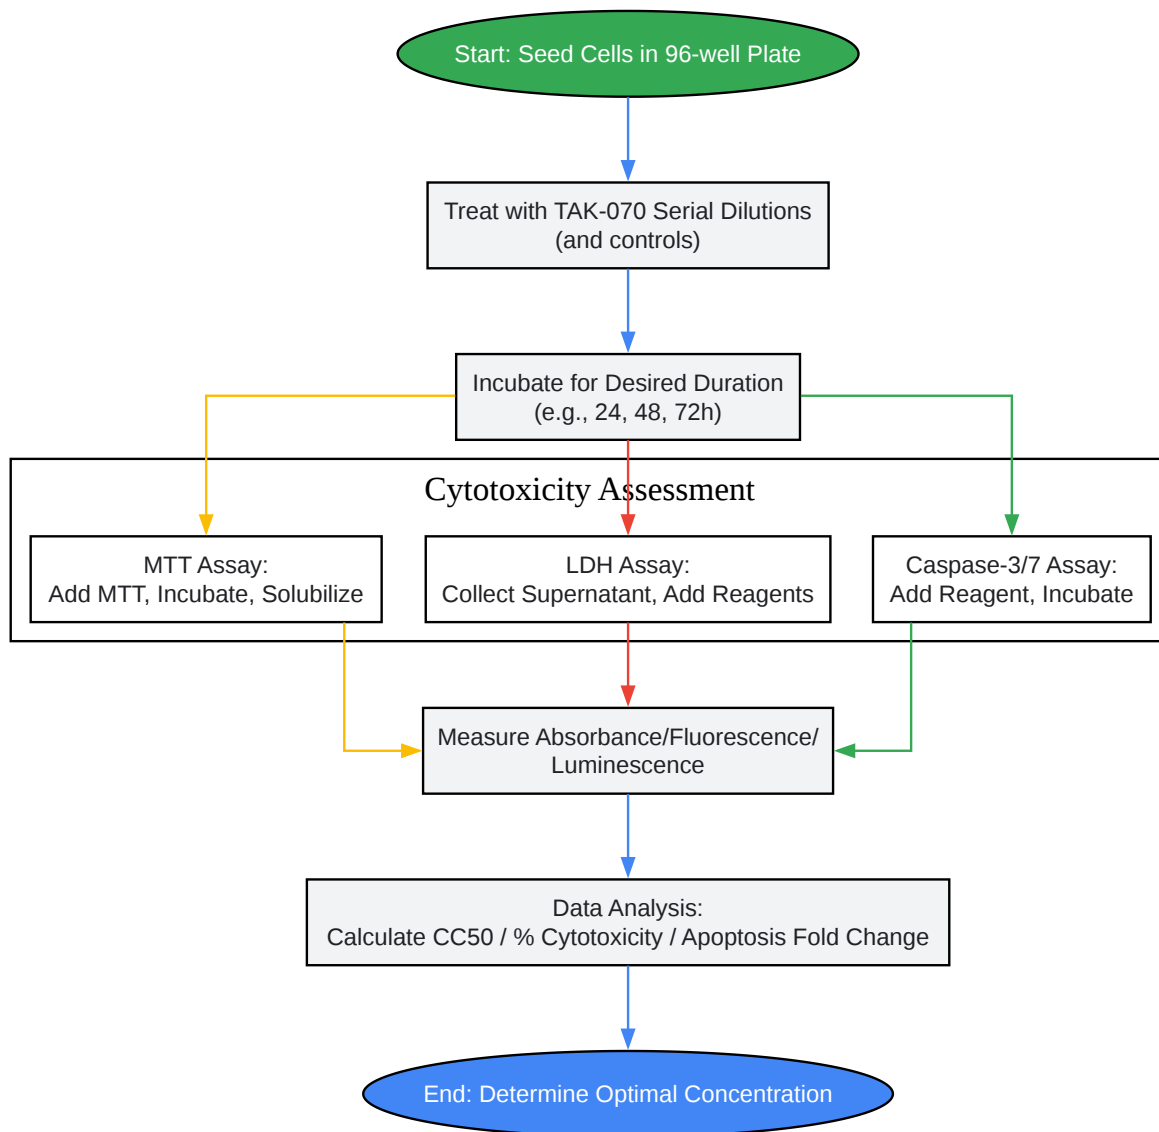 Start: Seed Cells in 96-well Plate
Treat with TAK-070 Serial Dilutions
(and controls)
Incubate for Desired Duration
(e.g., 24, 48, 72h)
Cytotoxicity Assessment
MTT Assay:
Add MTT, Incubate, Solubilize
LDH Assay:
Collect Supernatant, Add Reagents
Caspase-3/7 Assay:
Add Reagent, Incubate
Measure Absorbance/Fluorescence/
Luminescence
Data Analysis:
Calculate CC50 / % Cytotoxicity / Apoptosis Fold Change
End: Determine Optimal Concentration